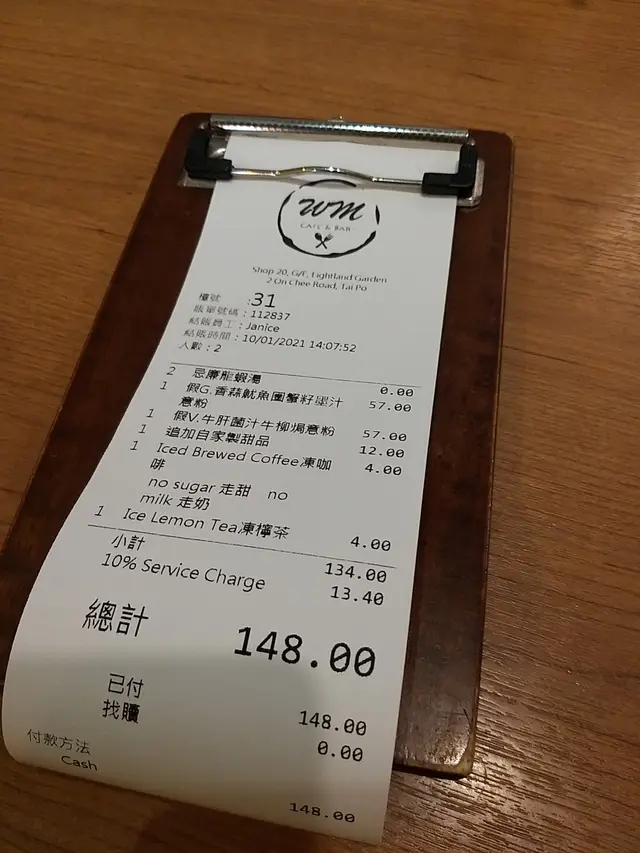 WM
CAFE & BAR
Shop 20, G/F, Eightland Garden
2 On Chee Road, Tai Po
檯號 :31
賬單號碼 :112837
結賬員工 :Janice
結賬時間 :10/01/2021 14:07:52
人數 :2
2 忌廉龍蝦湯 0.00
1 假G.香蒜魷魚圈蟹籽墨汁 57.00
意粉
1 假V.牛肝菌汁牛柳焗意粉 57.00
1 追加自家製甜品 12.00
1 Iced Brewed Coffee凍咖 4.00
啡
no sugar 走甜 no
milk 走奶
1 Ice Lemon Tea凍檸茶 4.00
小計 134.00
10% Service Charge 13.40
總計 148.00
已付 148.00
找贖 0.00
付款方法
Cash 148.00